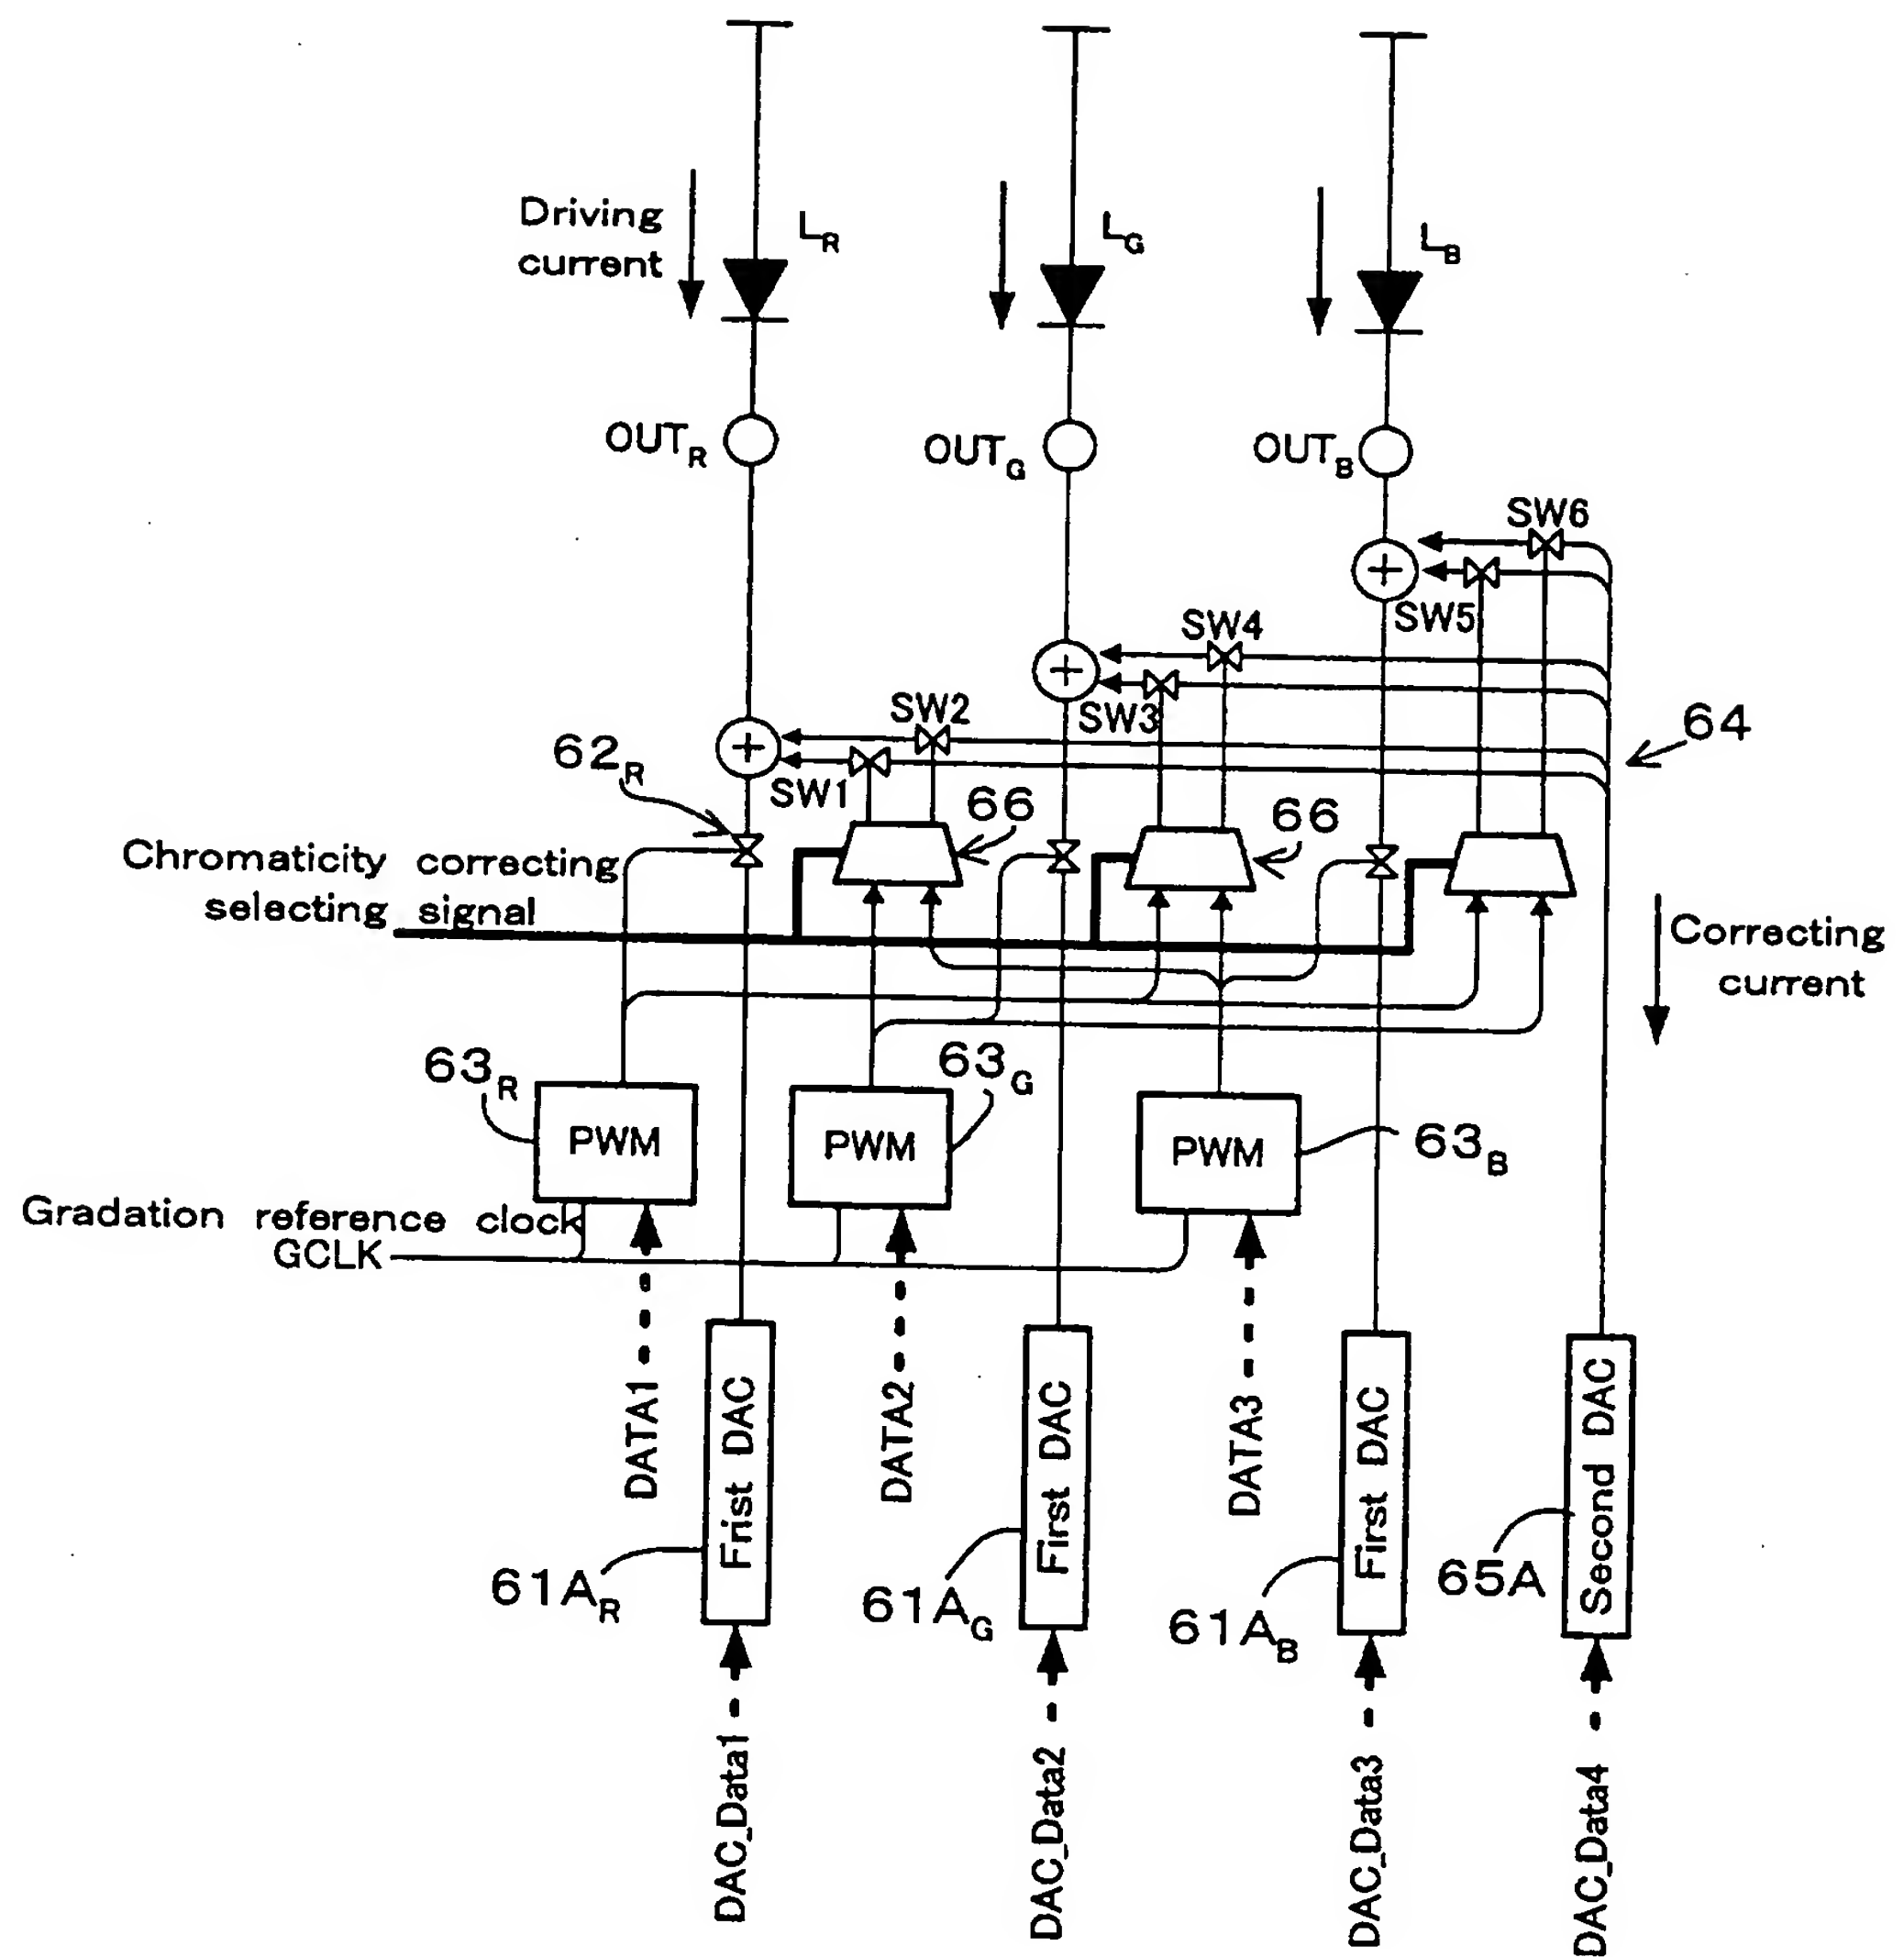 Driving
current
LR
LG
LB
OUTR
OUTG
OUTB
SW6
SW5
SW4
SW3
SW2
SW1
62R
64
66
66
Chromaticity correcting
selecting signal
Correcting
current
63R
63G
63B
PWM
PWM
PWM
Gradation reference clock
GCLK
DATA1
DATA2
DATA3
Frist DAC
First DAC
First DAC
Second DAC
61AR
61AG
61AB
65A
DAC_Data1
DAC_Data2
DAC_Data3
DAC_Data4